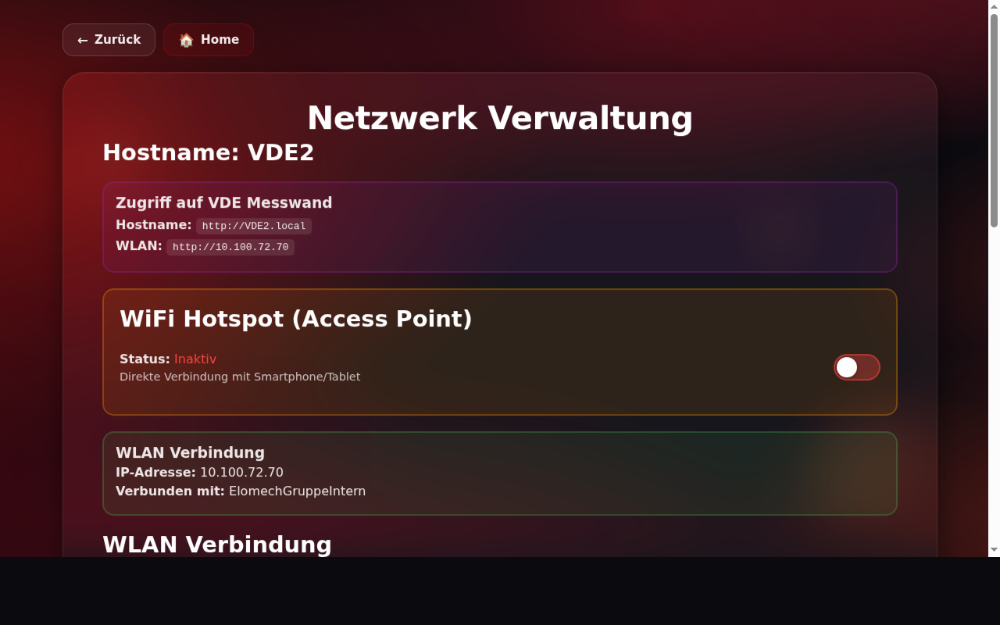 ← Zurück
🏠 Home
Netzwerk Verwaltung
Hostname: VDE2
Zugriff auf VDE Messwand
Hostname: http://VDE2.local
WLAN: http://10.100.72.70
WiFi Hotspot (Access Point)
Status: Inaktiv
Direkte Verbindung mit Smartphone/Tablet
WLAN Verbindung
IP-Adresse: 10.100.72.70
Verbunden mit: ElomechGruppeIntern
WLAN Verbindung